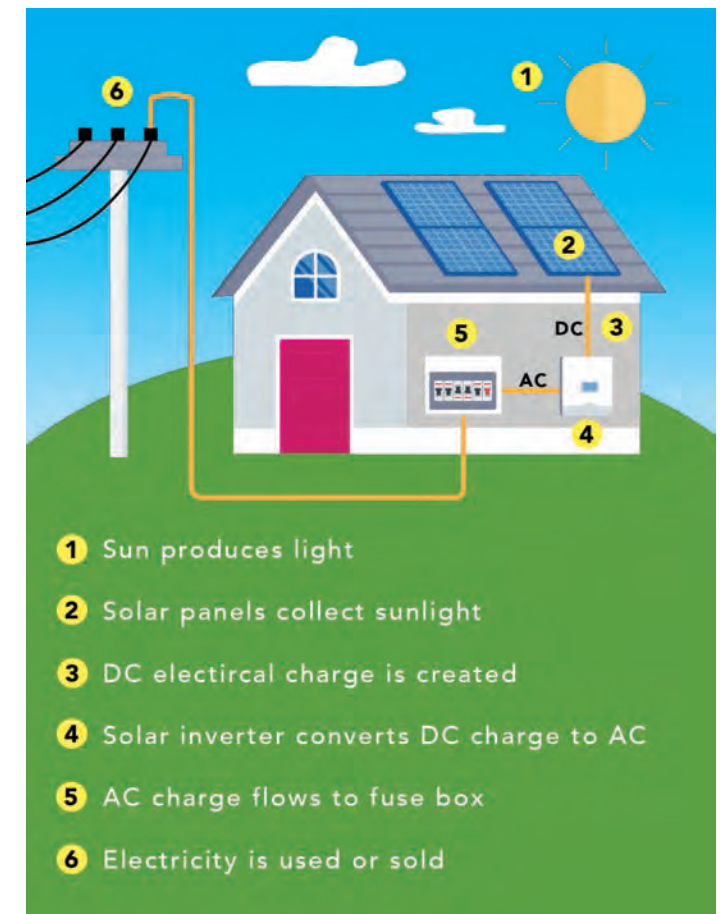 6
1
2
DC 3
5
AC
4
1 Sun produces light
2 Solar panels collect sunlight
3 DC electircal charge is created
4 Solar inverter converts DC charge to AC
5 AC charge flows to fuse box
6 Electricity is used or sold